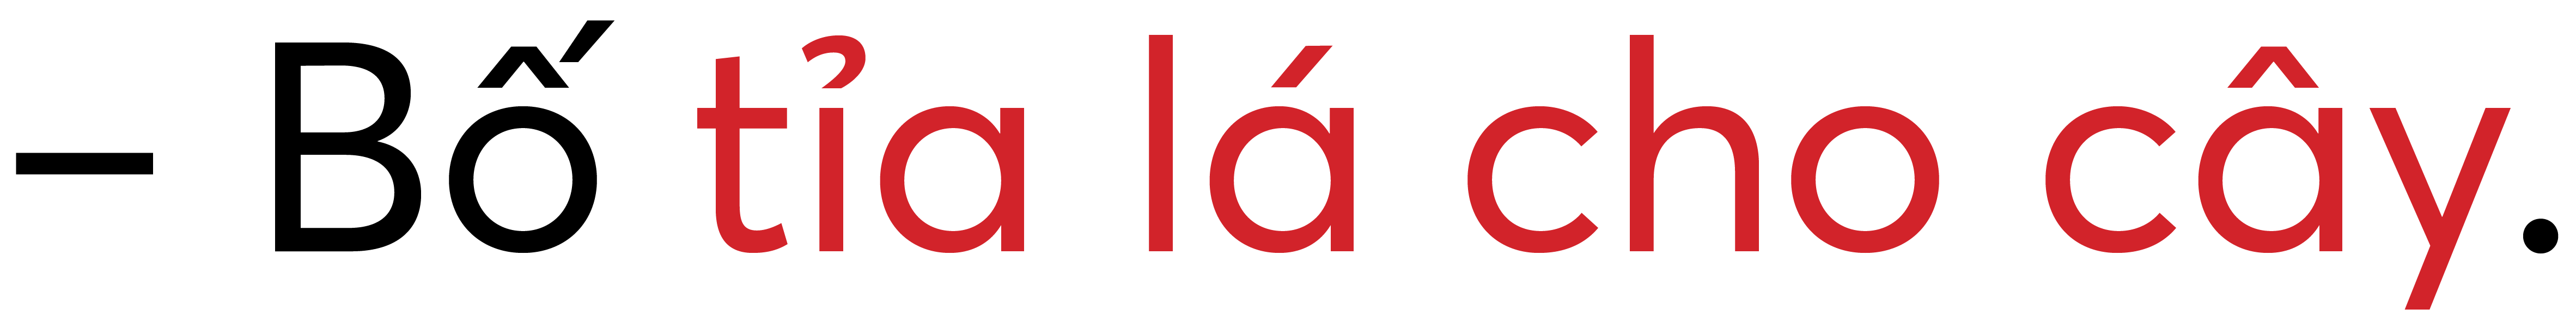 – Bố tỉa lá cho cây.